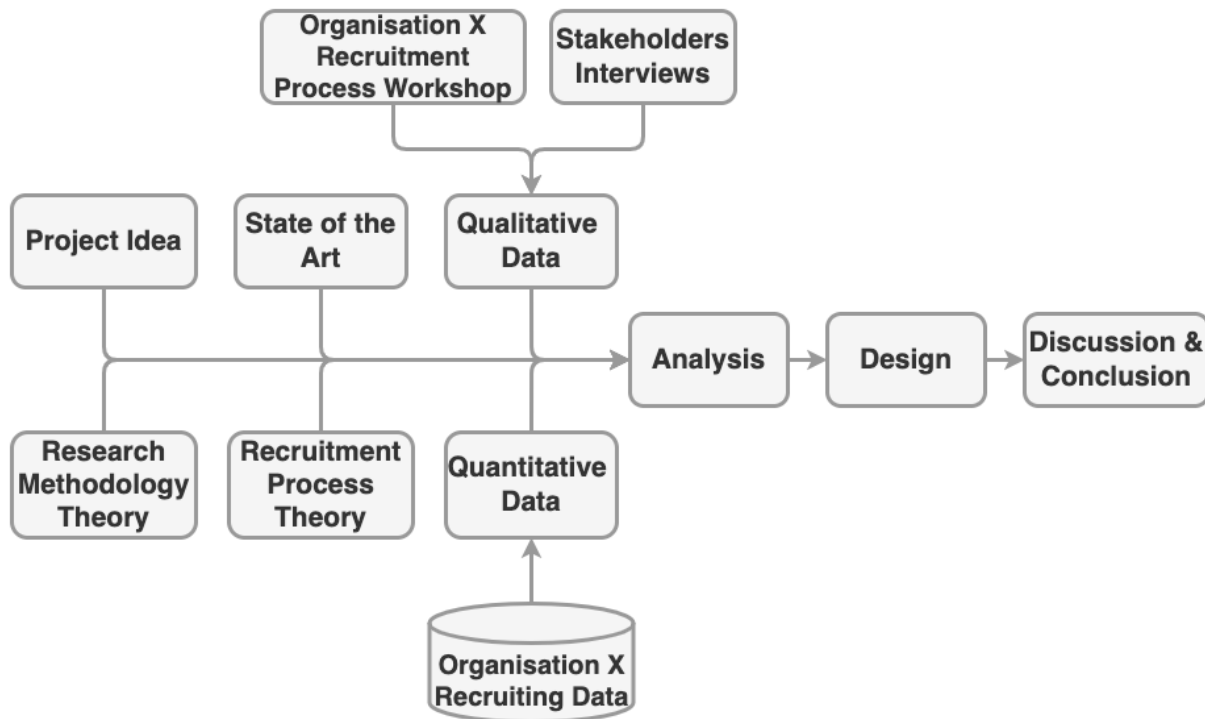 Organisation X
Recruitment
Process Workshop
Stakeholders
Interviews
Project Idea
State of the
Art
Qualitative
Data
Analysis
Design
Discussion &
Conclusion
Research
Methodology
Theory
Recruitment
Process
Theory
Quantitative
Data
Organisation X
Recruiting Data